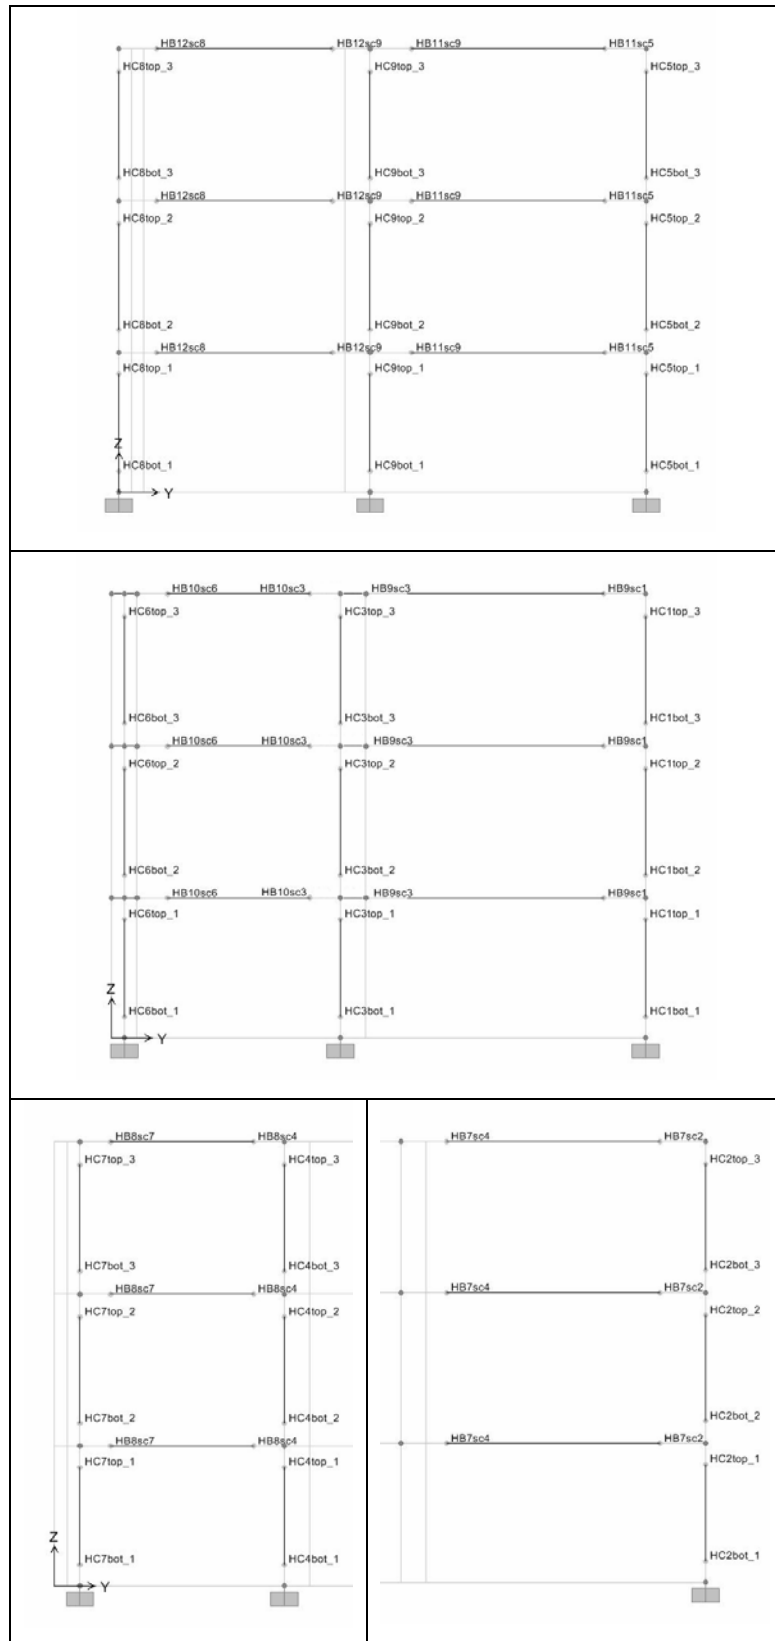 HB12sc8 HB12sc9 HB11sc9 HB11sc5
HC8top_3 HC9top_3 HC5top_3
HC8bot_3 HC9bot_3 HC5bot_3
HB12sc8 HB12sc9 HB11sc9 HB11sc5
HC8top_2 HC9top_2 HC5top_2
HC8bot_2 HC9bot_2 HC5bot_2
HB12sc8 HB12sc9 HB11sc9 HB11sc5
HC8top_1 HC9top_1 HC5top_1
Z
HC8bot_1 HC9bot_1 HC5bot_1
Y
HB10sc6 HB10sc3 HB9sc3 HB9sc1
HC6top_3 HC3top_3 HC1top_3
HC6bot_3 HC3bot_3 HC1bot_3
HB10sc6 HB10sc3 HB9sc3 HB9sc1
HC6top_2 HC3top_2 HC1top_2
HC6bot_2 HC3bot_2 HC1bot_2
HB10sc6 HB10sc3 HB9sc3 HB9sc1
HC6top_1 HC3top_1 HC1top_1
Z
HC6bot_1 HC3bot_1 HC1bot_1
Y
HB8sc7 HB8sc4
HC7top_3 HC4top_3
HC7bot_3 HC4bot_3
HB8sc7 HB8sc4
HC7top_2 HC4top_2
HC7bot_2 HC4bot_2
HB8sc7 HB8sc4
HC7top_1 HC4top_1
Z
HC7bot_1 HC4bot_1
Y
HB7sc4 HB7sc2
HC2top_3
HC2bot_3
HB7sc4 HB7sc2
HC2top_2
HC2bot_2
HB7sc4 HB7sc2
HC2top_1
HC2bot_1